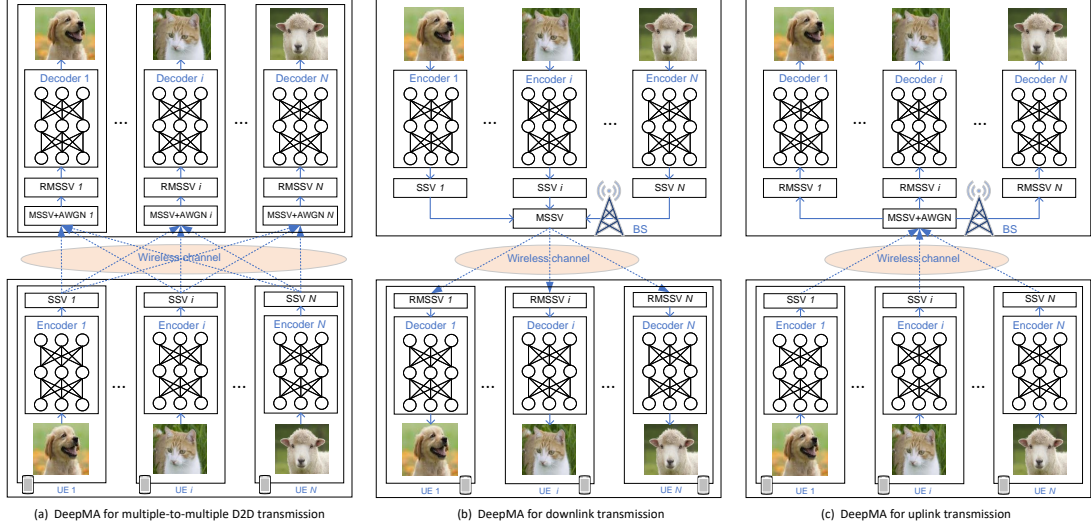 Decoder 1
Decoder i
Decoder N
...
...
RMSSV 1
RMSSV i
RMSSV N
MSSV+AWGN 1
MSSV+AWGN i
MSSV+AWGN N
Wireless channel
SSV 1
SSV i
SSV N
Encoder 1
Encoder i
Encoder N
...
...
UE 1
UE i
UE N
(a) DeepMA for multiple-to-multiple D2D transmission
Encoder 1
Encoder i
Encoder N
...
...
SSV 1
SSV i
SSV N
MSSV
BS
Wireless channel
RMSSV 1
RMSSV i
RMSSV N
Decoder 1
Decoder i
Decoder N
...
...
UE 1
UE i
UE N
(b) DeepMA for downlink transmission
Decoder 1
Decoder i
Decoder N
...
...
RMSSV 1
RMSSV i
RMSSV N
MSSV+AWGN
BS
Wireless channel
SSV 1
SSV i
SSV N
Encoder 1
Encoder i
Encoder N
...
...
UE 1
UE i
UE N
(c) DeepMA for uplink transmission